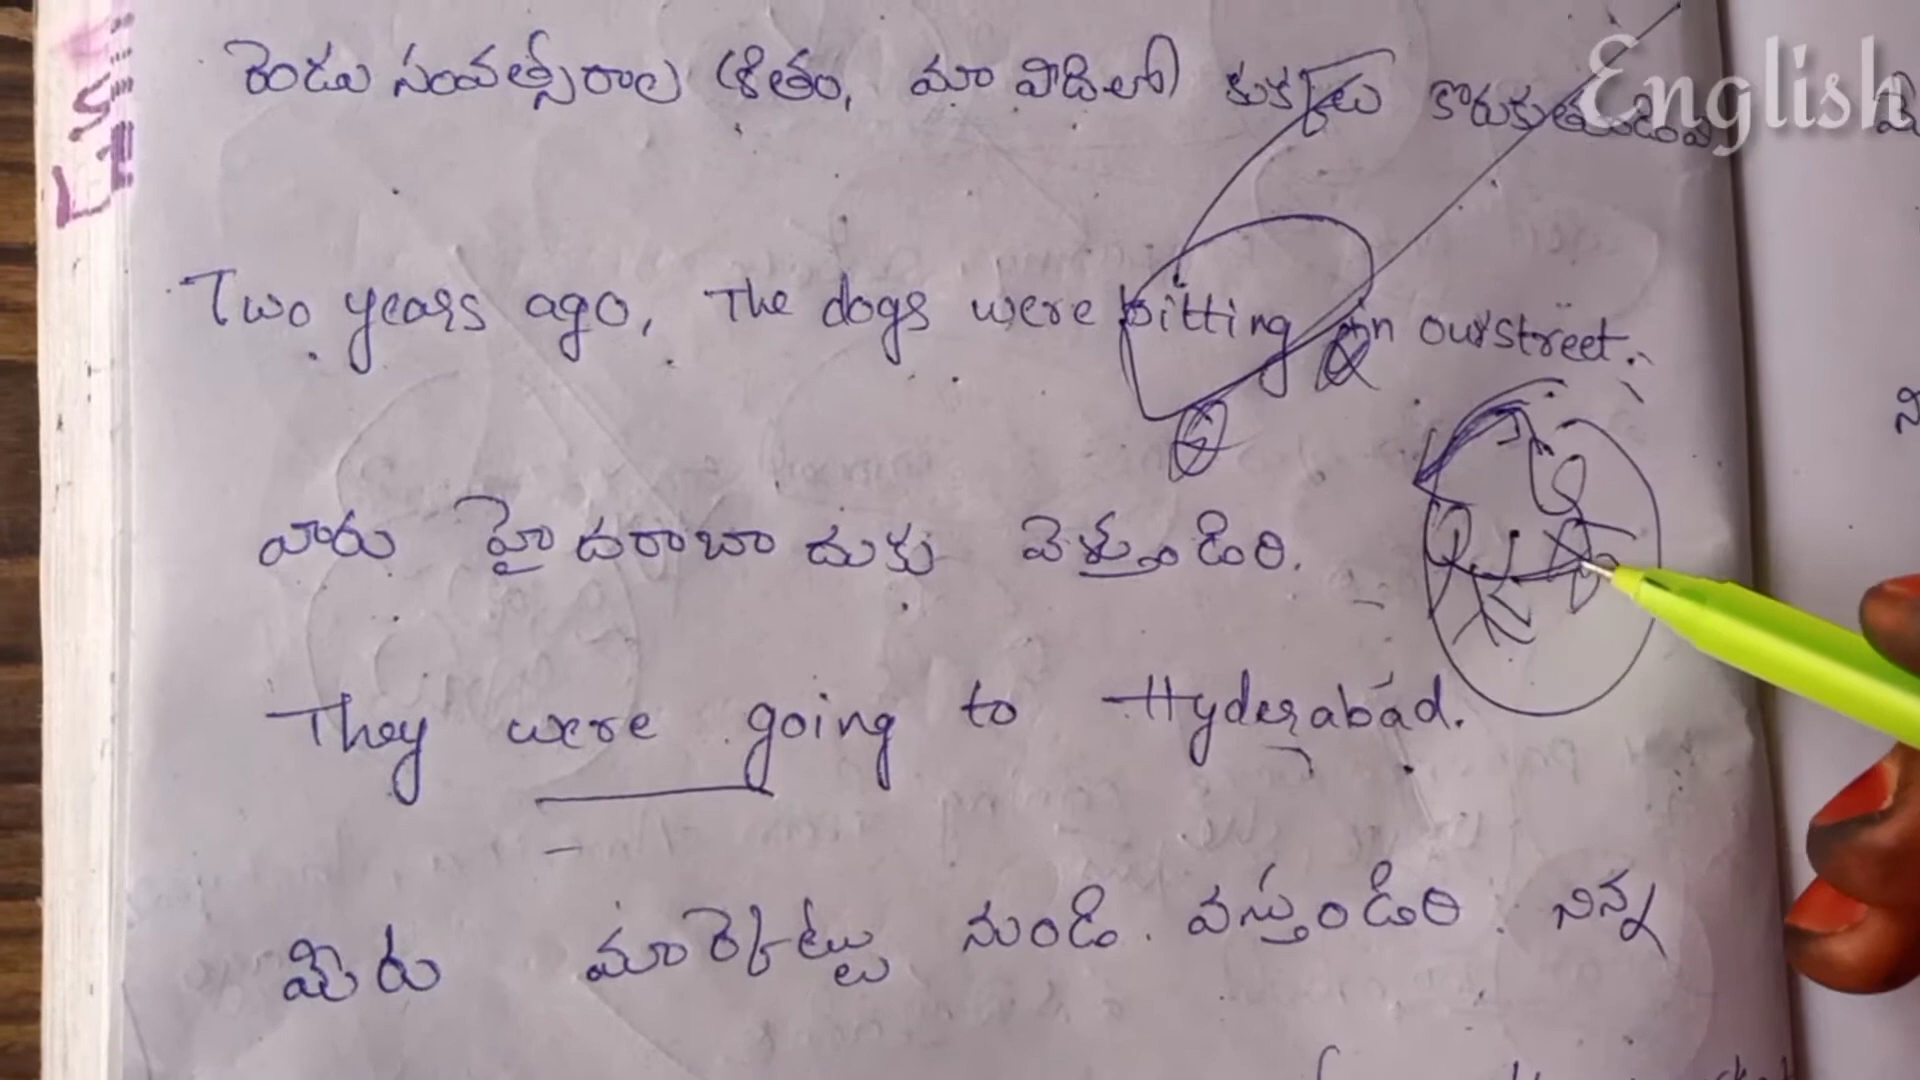 రెండు సంవత్సరాల క్రితం, మా వాడిలో కుక్కలు కొరుకుతుండెవి
English
Two years ago, The dogs were bitting in our street.
వారు హైదరాబాదుకు వెళ్తుండిరి.
They were going to Hyderabad.
మీరు మార్కెట్టు నుండి వస్తుండిరి నిన్న